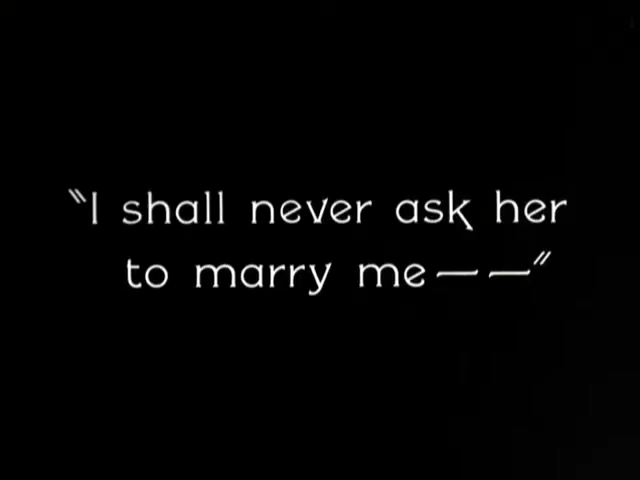 "I shall never ask her
to marry me — —"